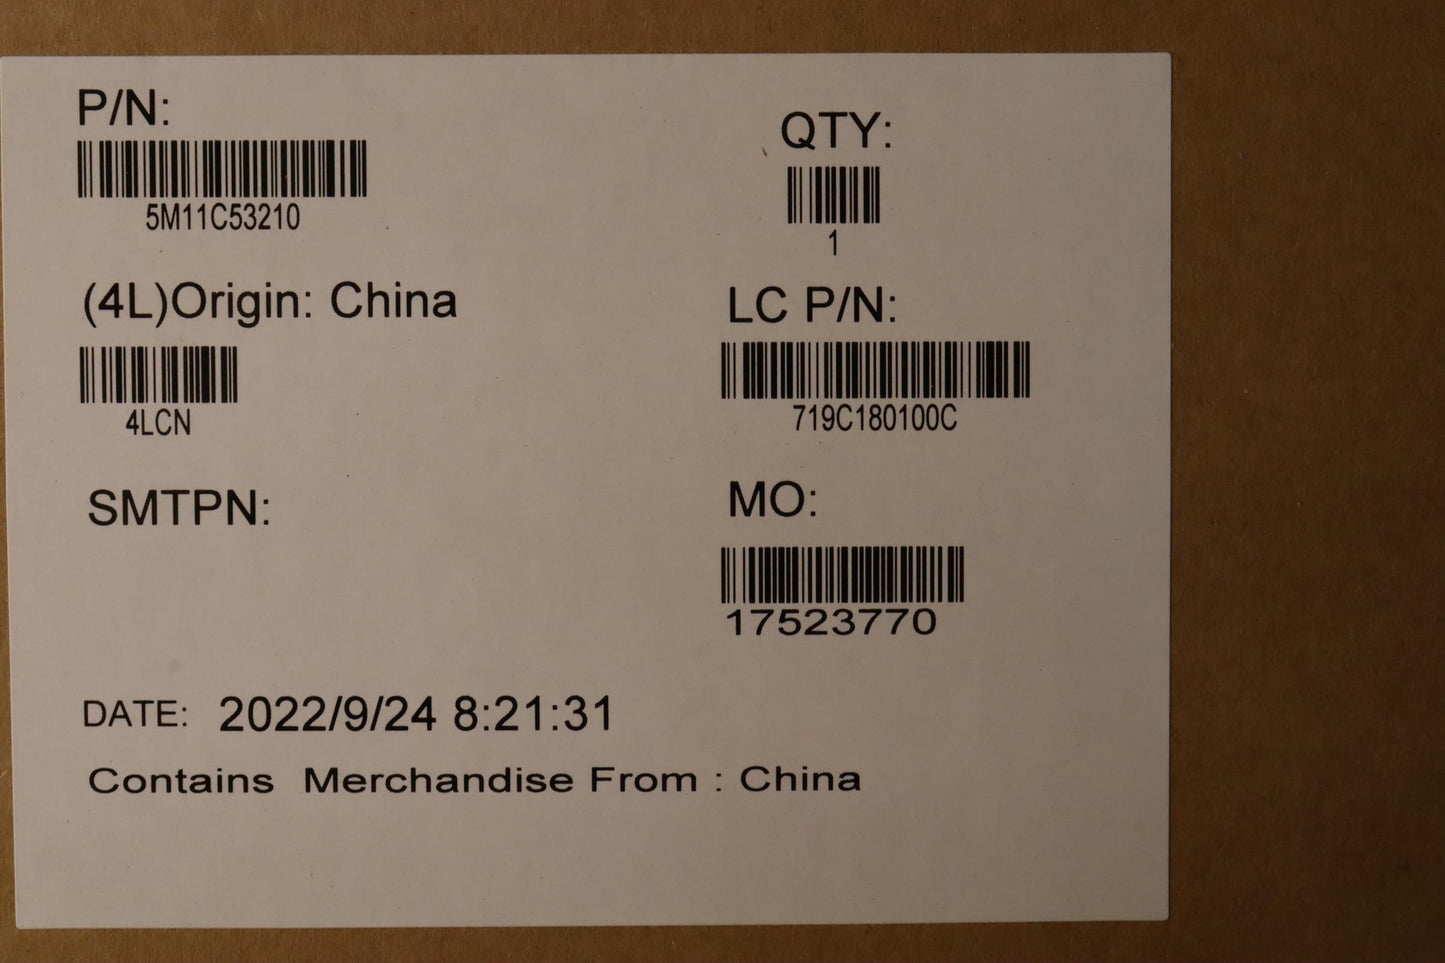 P/N:
5M11C53210
QTY:
1
(4L)Origin: China
4LCN
LC P/N:
719C180100C
SMTPN:
MO:
17523770
DATE: 2022/9/24 8:21:31
Contains Merchandise From : China